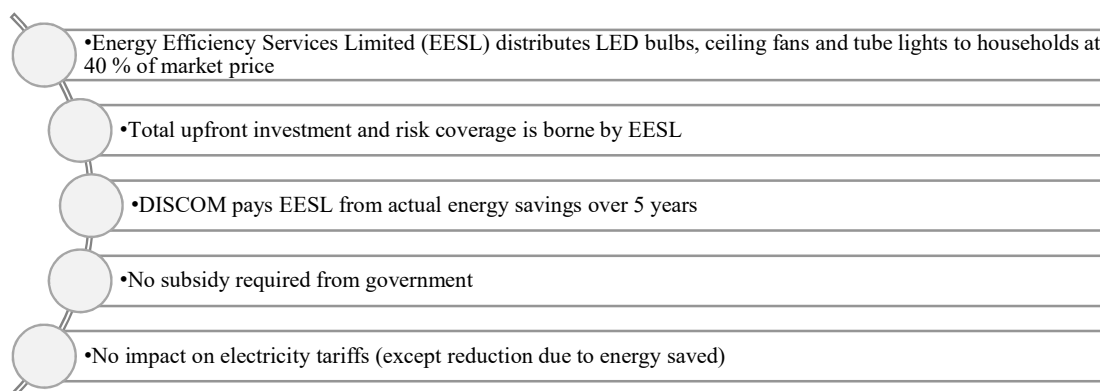 •Energy Efficiency Services Limited (EESL) distributes LED bulbs, ceiling fans and tube lights to households at
40 % of market price
•Total upfront investment and risk coverage is borne by EESL
•DISCOM pays EESL from actual energy savings over 5 years
•No subsidy required from government
•No impact on electricity tariffs (except reduction due to energy saved)